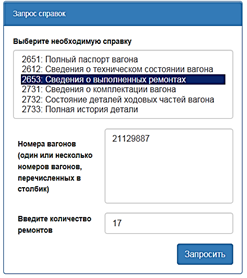 Запрос справок
Выберите необходимую справку
2651: Полный паспорт вагона
2612: Сведения о техническом состоянии вагона
2653: Сведения о выполненных ремонтах
2731: Сведения о комплектации вагона
2732: Состояние деталей ходовых частей вагона
2733: Полная история детали
Номера вагонов
(один или несколько
номеров вагонов,
перечисленных в
столбик)
21129887
Введите количество
ремонтов
17
Запросить